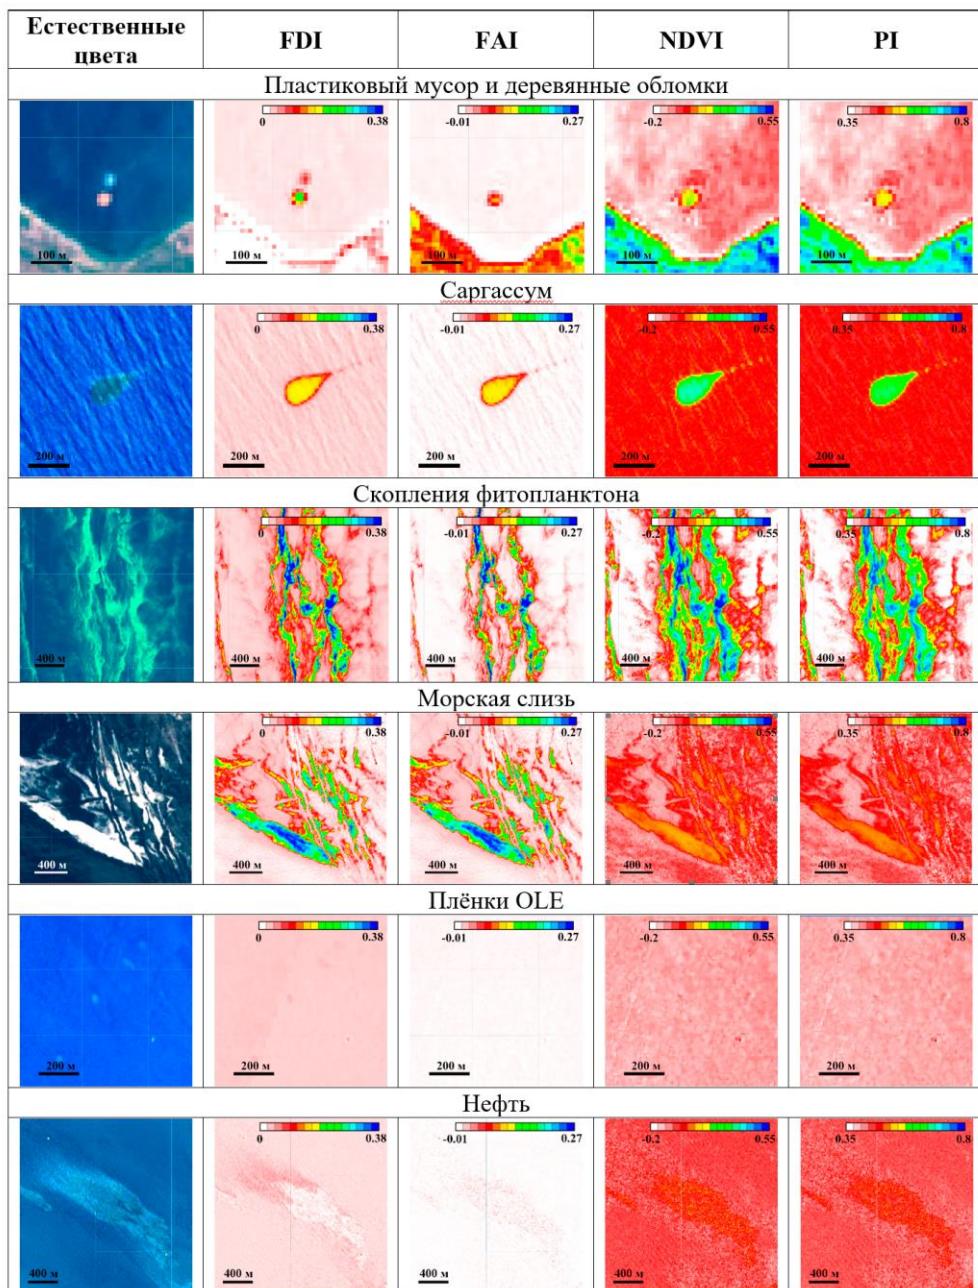 Естественные цвета FDI FAI NDVI PI
Пластиковый мусор и деревянные обломки
0 0.38 -0.01 0.27 -0.2 0.55 0.35 0.8
100 м 100 м 100 м 100 м 100 м
Саргассум
0 0.38 -0.01 0.27 -0.2 0.55 0.35 0.8
200 м 200 м 200 м 200 м 200 м
Скопления фитопланктона
0 0.38 -0.01 0.27 -0.2 0.55 0.35 0.8
400 м 400 м 400 м 400 м 400 м
Морская слизь
0 0.38 -0.01 0.27 -0.2 0.55 0.35 0.8
400 м 400 м 400 м 400 м 400 м
Плёнки OLE
0 0.38 -0.01 0.27 -0.2 0.55 0.35 0.8
200 м 200 м 200 м 200 м 200 м
Нефть
0 0.38 -0.01 0.27 -0.2 0.55 0.35 0.8
400 м 400 м 400 м 400 м 400 м